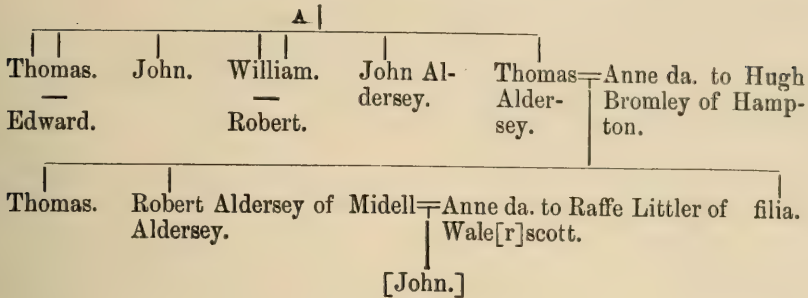 A
Thomas. John. William. John Al- Thomas Anne da. to Hugh
dersey. Alder- Bromley of Hamp-
Edward. Robert. sey. ton.
Thomas. Robert Aldersey of Midell Anne da. to Raffe Littler of filia.
Aldersey. Wale[r]scott.
[John.]